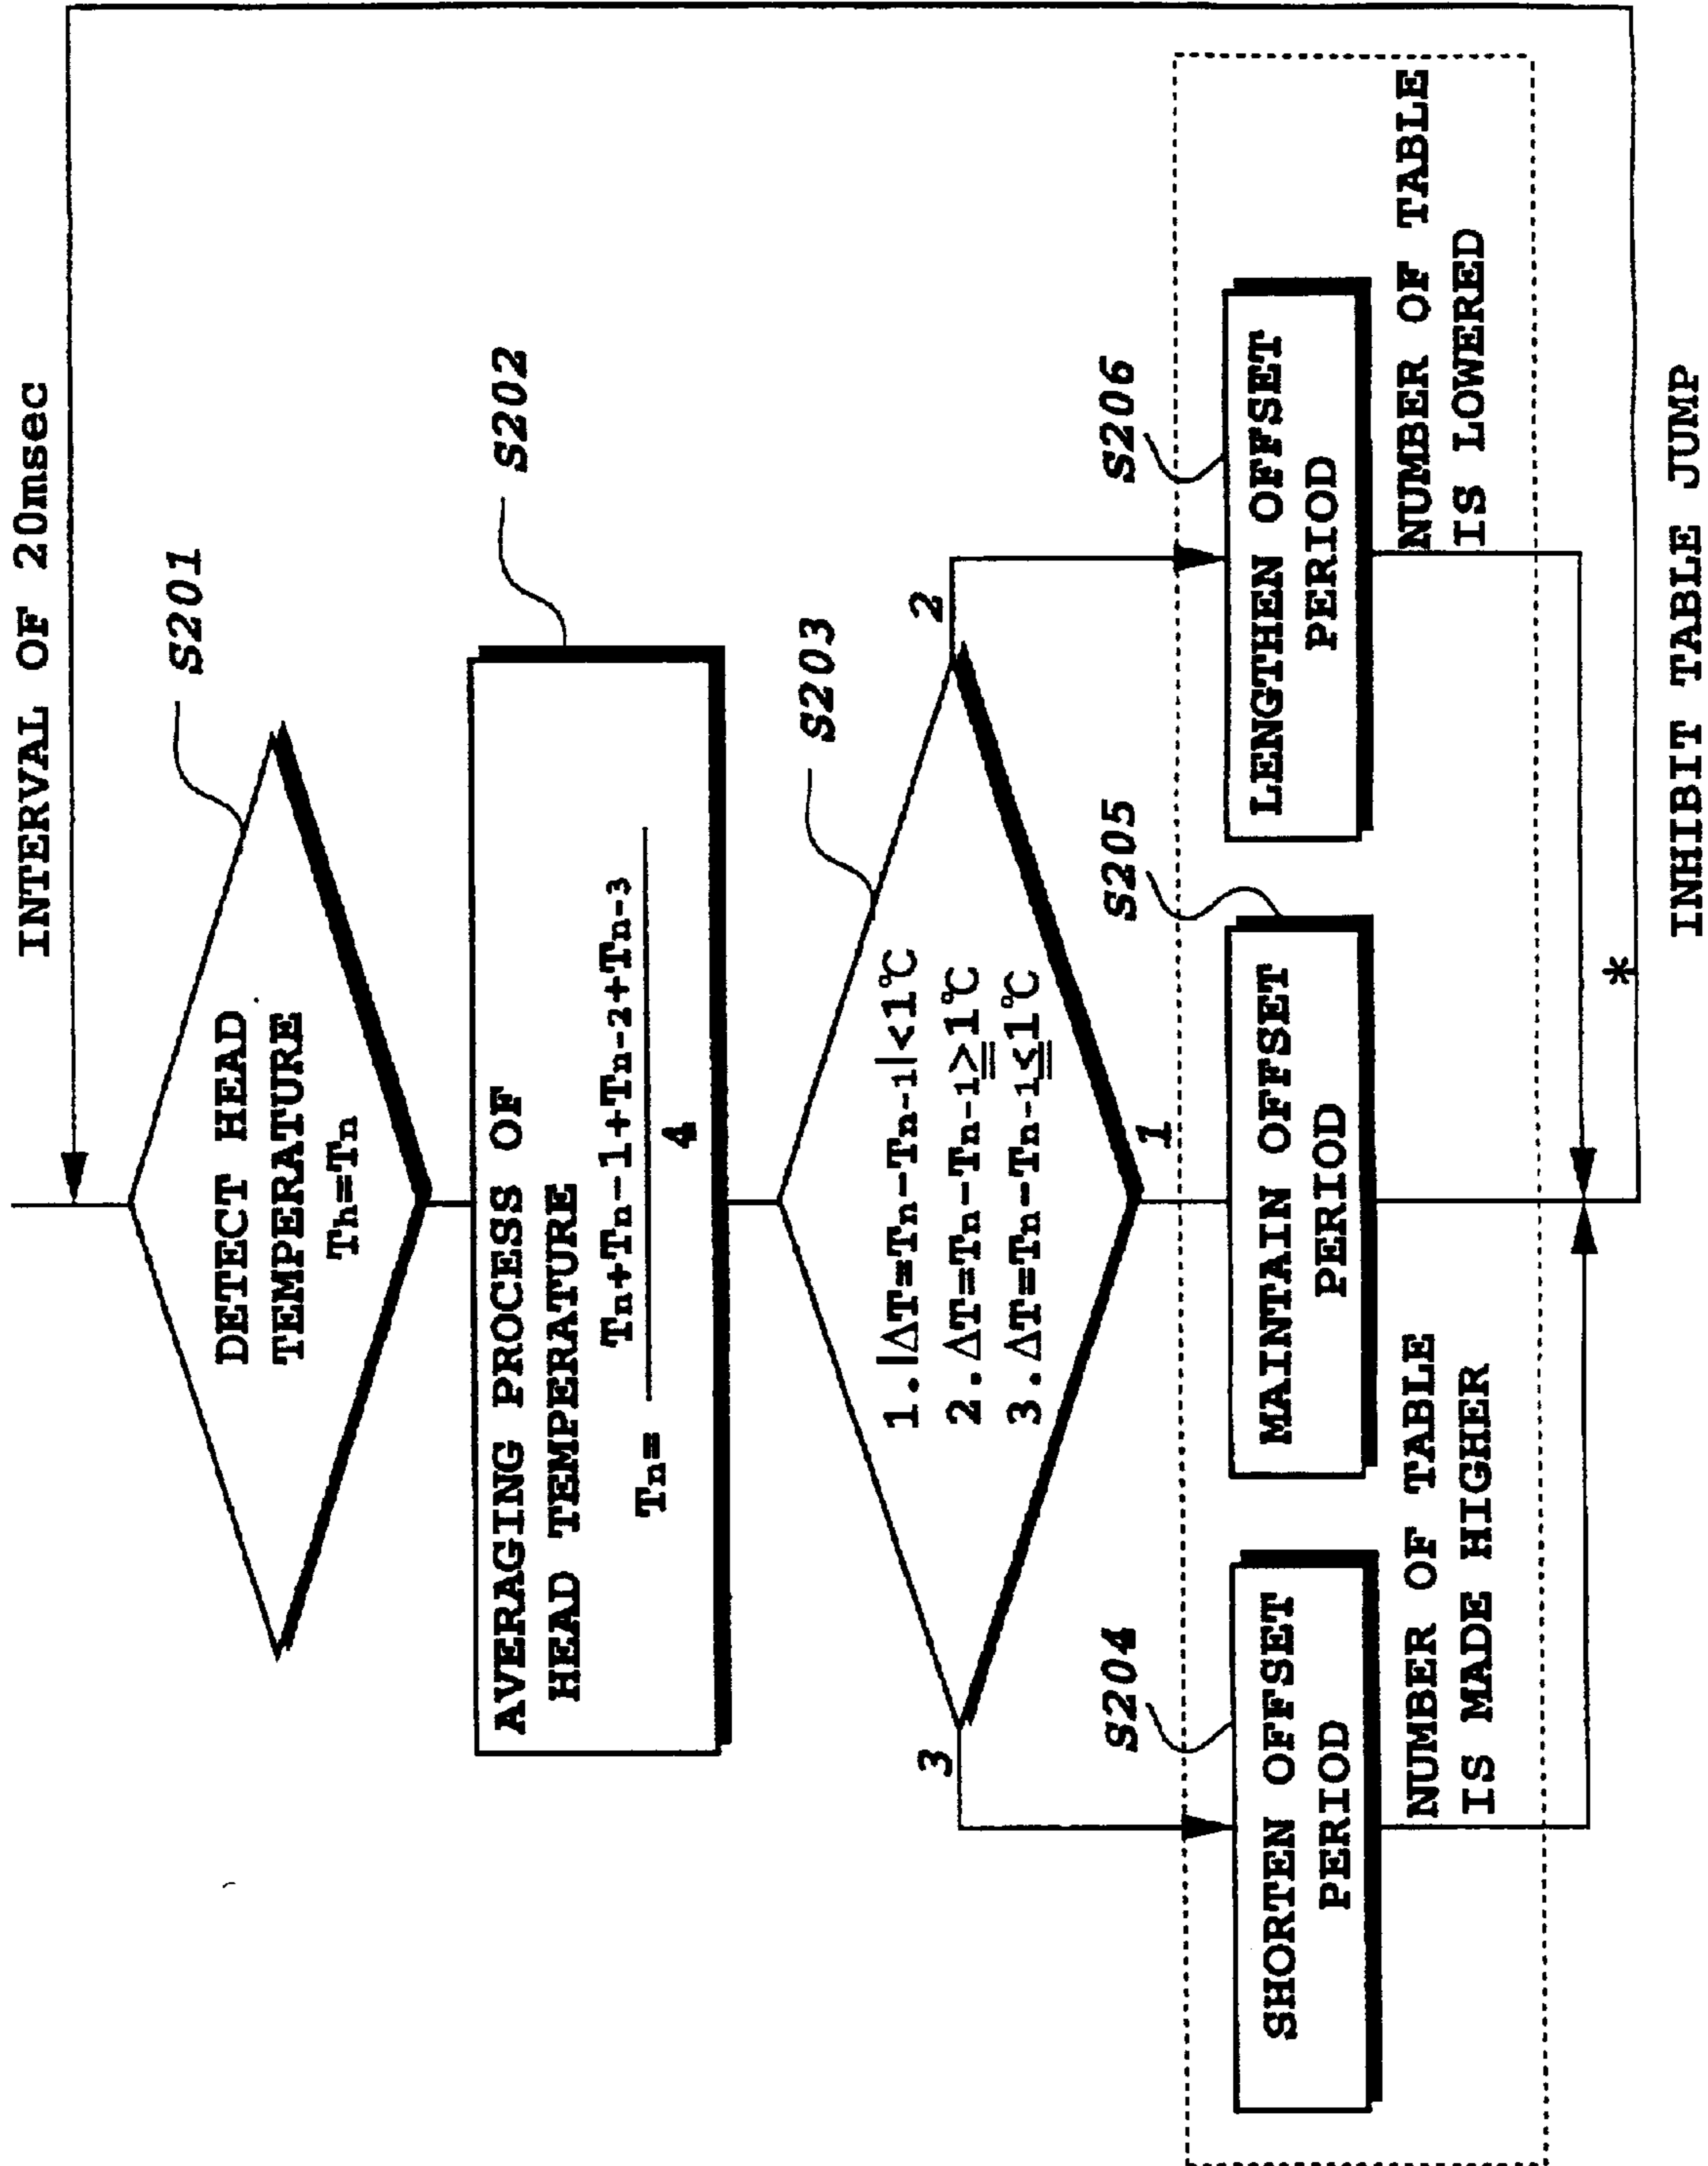 INTERVAL OF 20msec
S201
DETECT HEAD
TEMPERATURE
Th=Tn
S202
AVERAGING PROCESS OF
HEAD TEMPERATURE
Tn+Tn-1+Tn-2+Tn-3
Tn=
4
S203
1.|ΔT=Tn-Tn-1|<1℃
2.ΔT=Tn-Tn-1≧1℃
3.ΔT=Tn-Tn-1≦1℃
3
2
1
S204
S205
S206
SHORTEN OFFSET
PERIOD
MAINTAIN OFFSET
PERIOD
LENGTHEN OFFSET
PERIOD
NUMBER OF TABLE
IS MADE HIGHER
NUMBER OF TABLE
IS LOWERED
*
INHIBIT TABLE JUMP